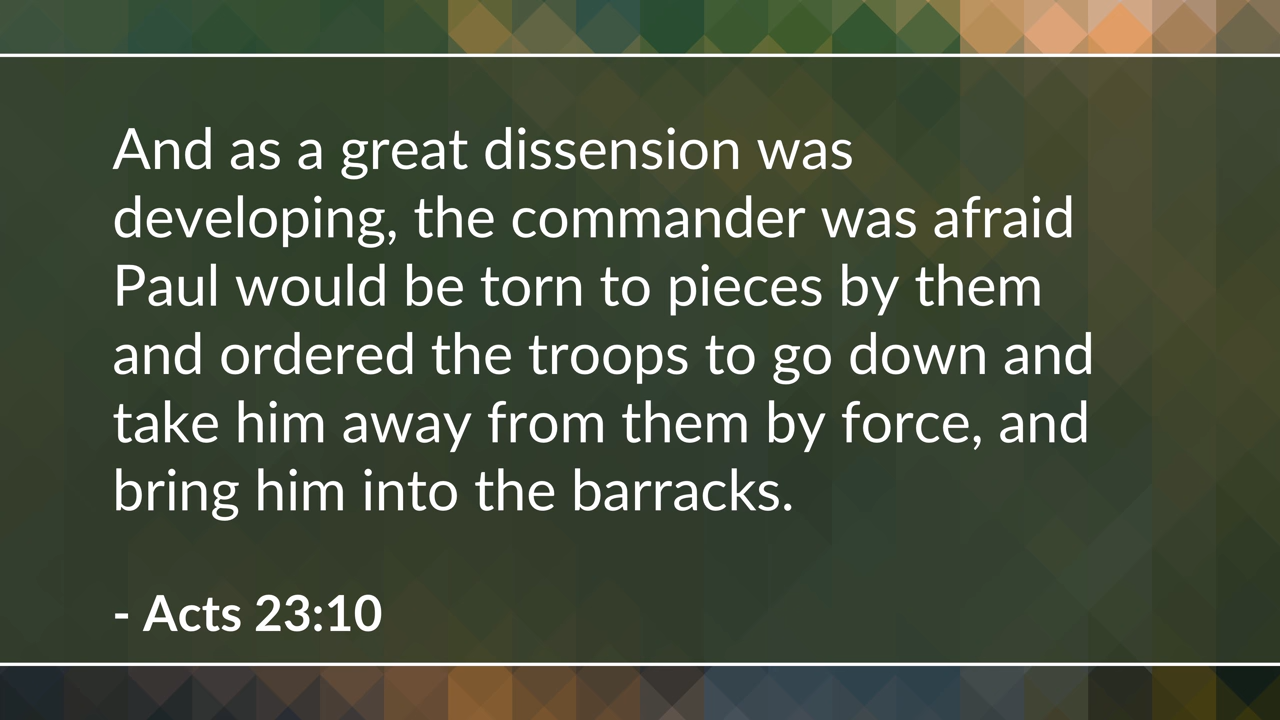 And as a great dissension was
developing, the commander was afraid
Paul would be torn to pieces by them
and ordered the troops to go down and
take him away from them by force, and
bring him into the barracks.
- Acts 23:10